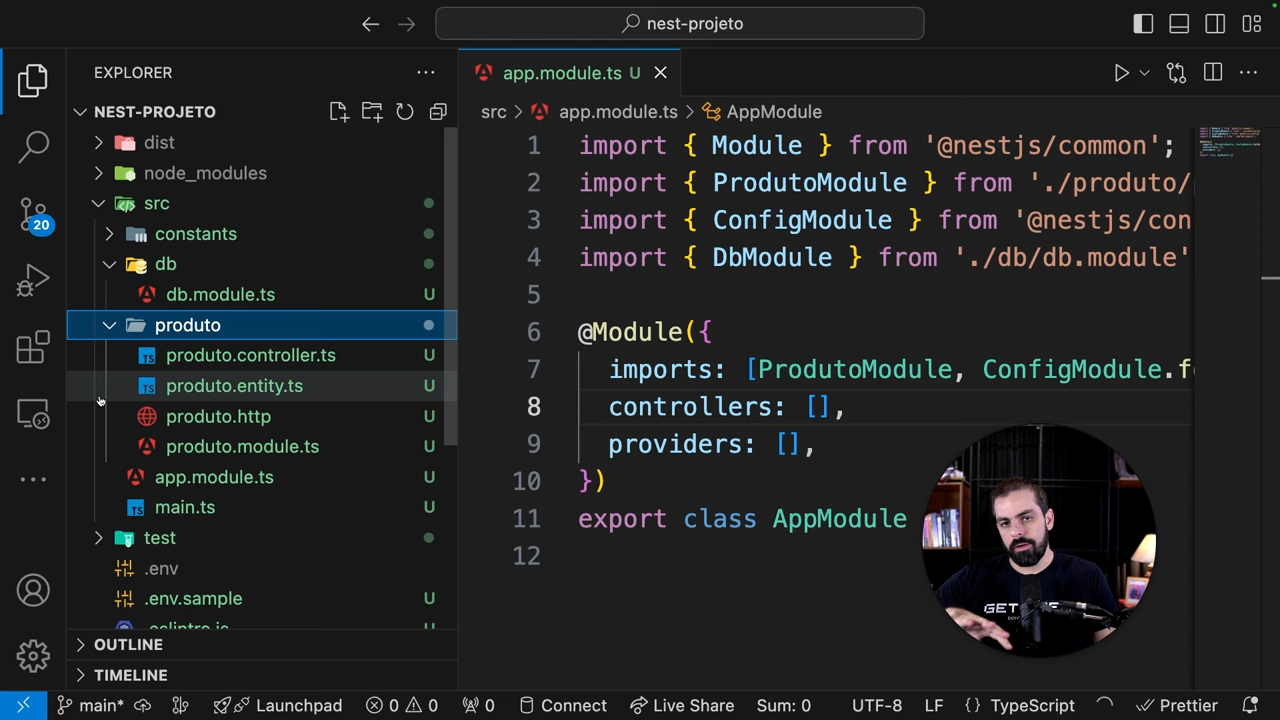 nest-projeto
EXPLORER
NEST-PROJETO
dist
node_modules
src
constants
db
db.module.ts U
produto
produto.controller.ts U
produto.entity.ts U
produto.http U
produto.module.ts U
app.module.ts U
main.ts U
test
.env
.env.sample U
.eslintrc.js U
OUTLINE
TIMELINE
20
app.module.ts U
src > app.module.ts > AppModule
1 import { Module } from '@nestjs/common';
2 import { ProdutoModule } from './produto/
3 import { ConfigModule } from '@nestjs/con
4 import { DbModule } from './db/db.module'
5
6 @Module({
7 imports: [ProdutoModule, ConfigModule.fo
8 controllers: [],
9 providers: [],
10 })
11 export class AppModule
12
main* Launchpad 0 0 0 Connect Live Share Sum: 0 UTF-8 LF {} TypeScript Prettier